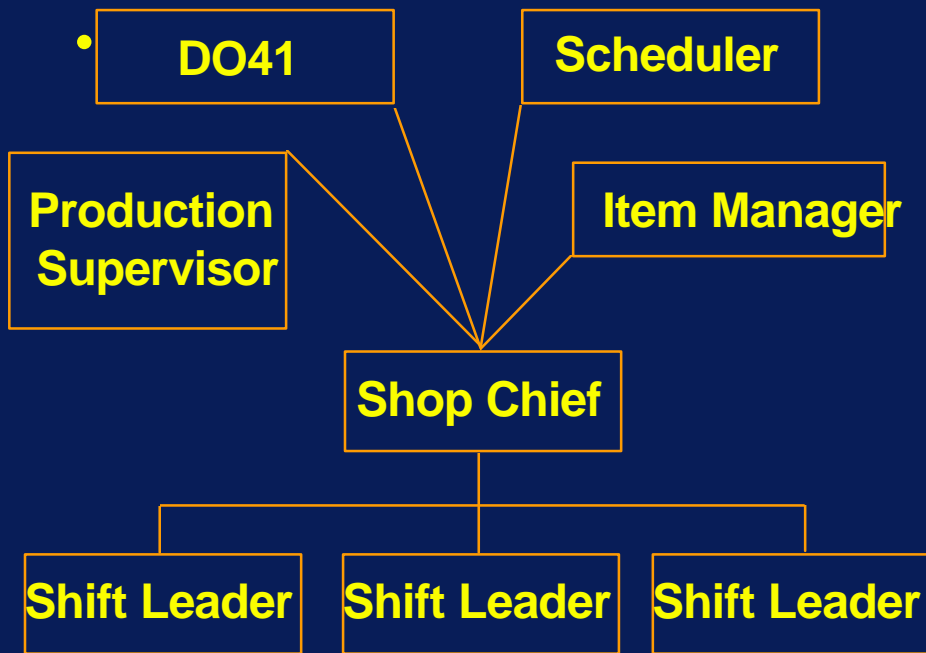 • DO41
Scheduler
Production
Supervisor
Item Manager
Shop Chief
Shift Leader
Shift Leader
Shift Leader